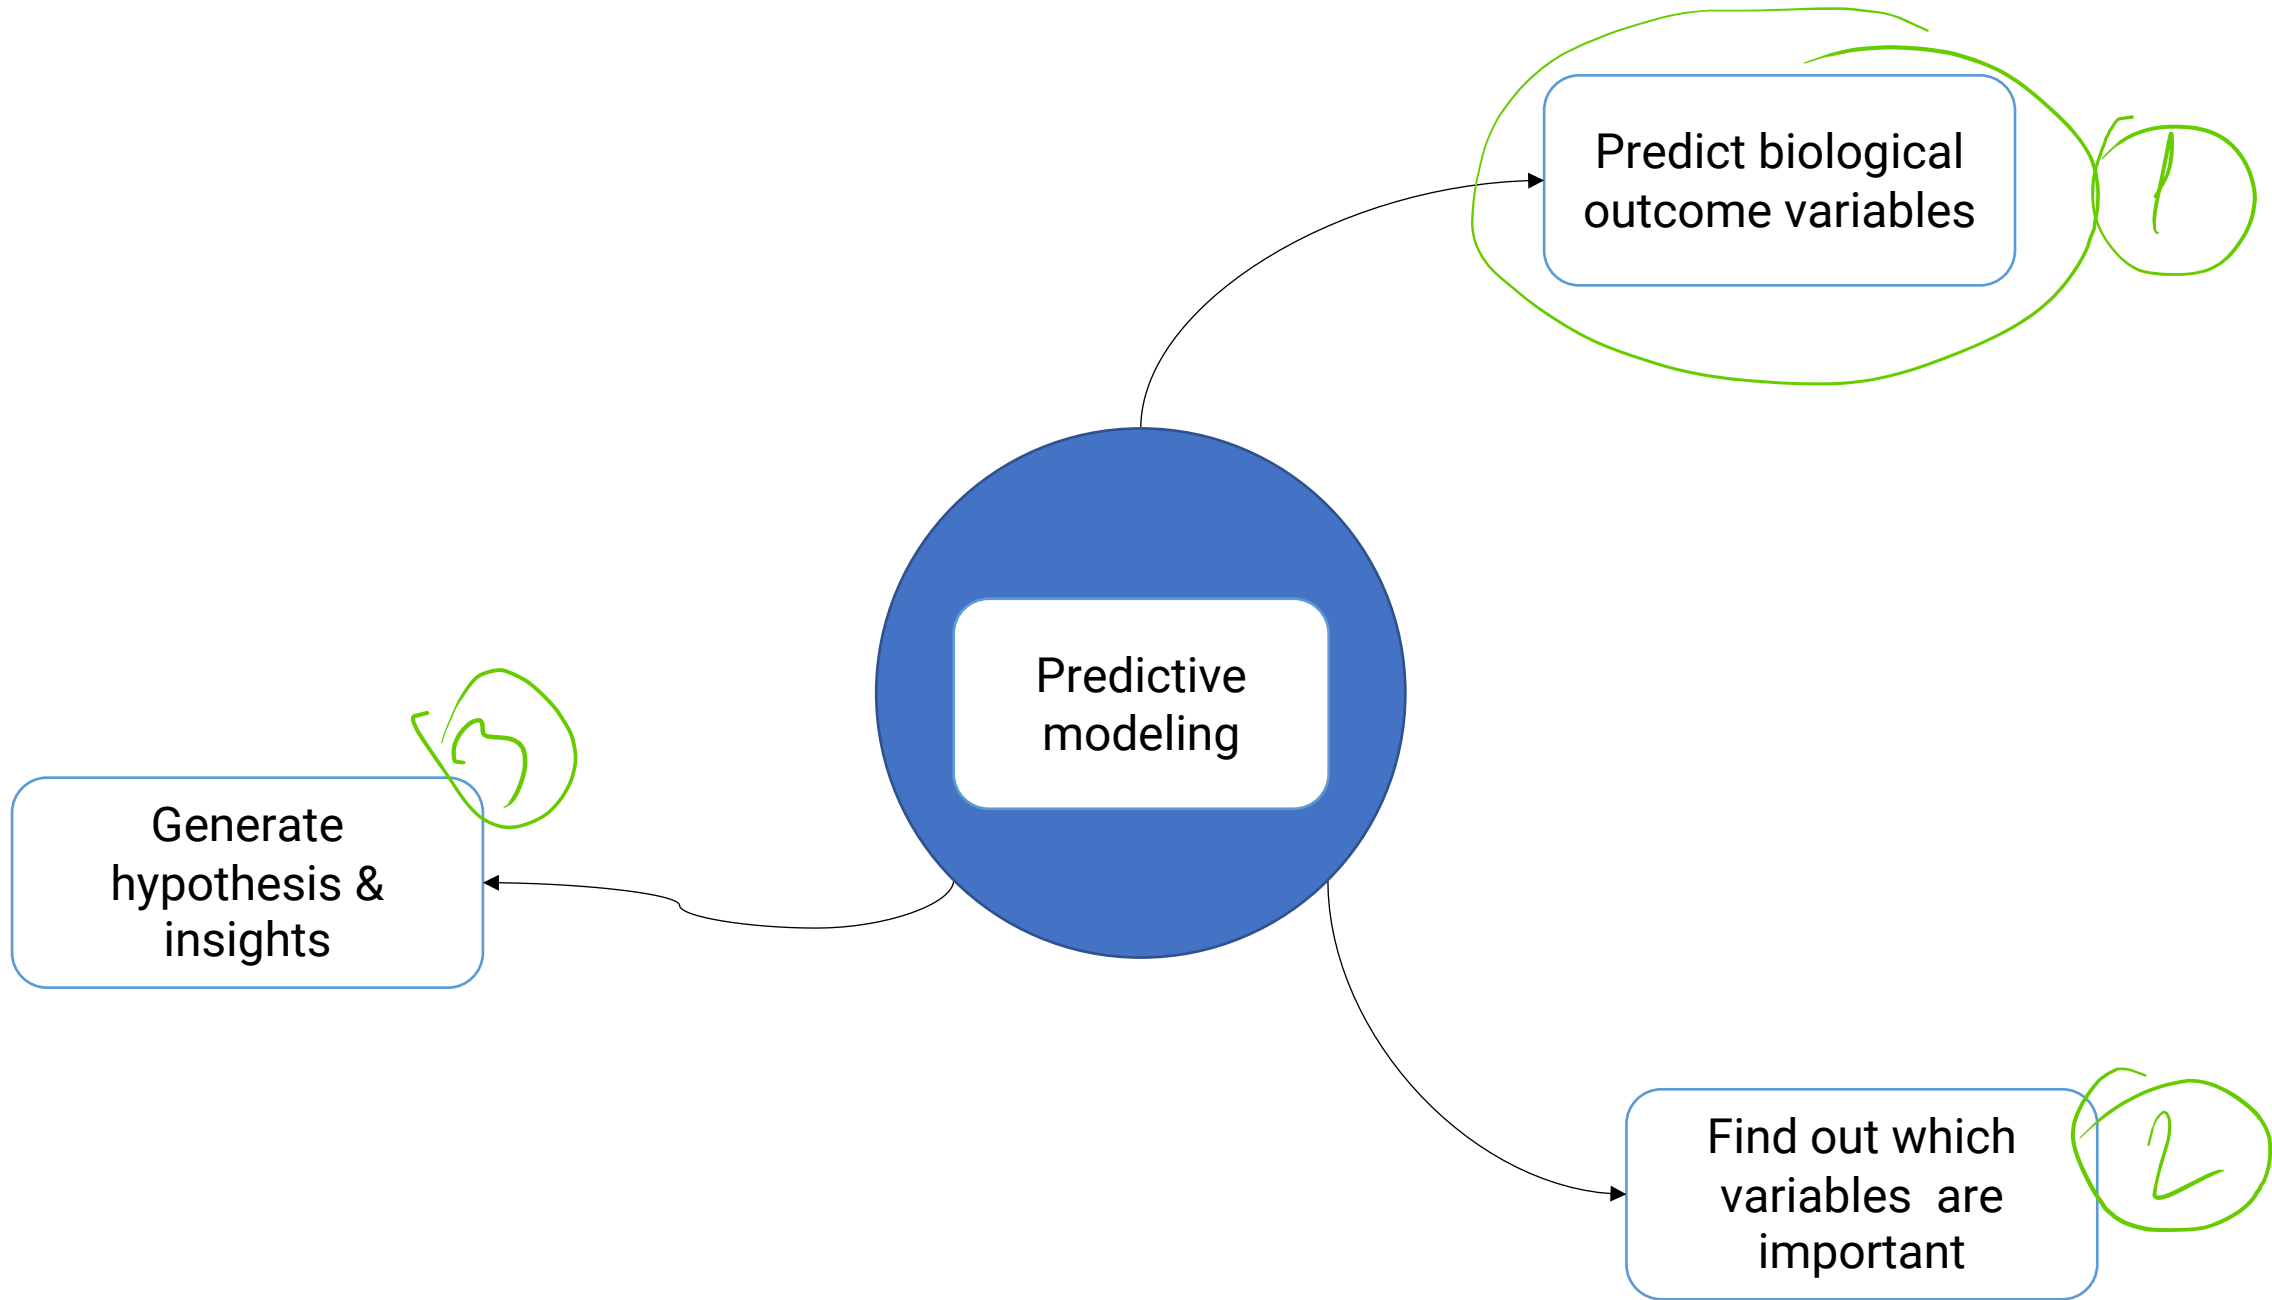 Predict biological
outcome variables
1
Predictive
modeling
3
Generate
hypothesis &
insights
Find out which
variables are
important
2